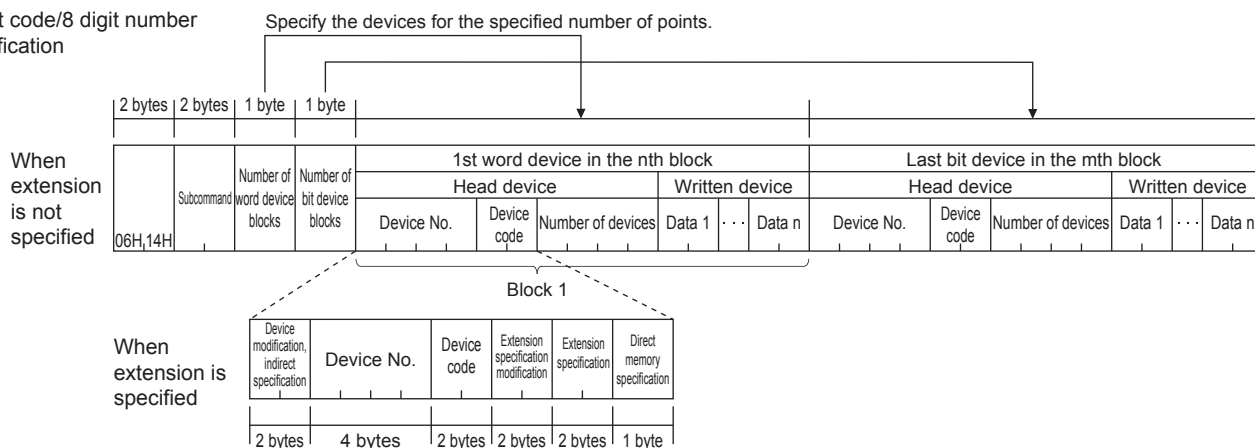 t code/8 digit number
fication
Specify the devices for the specified number of points.
2 bytes 2 bytes 1 byte 1 byte
When
extension
is not
specified
06H,14H
Subcommand
Number of
word device
blocks
Number of
bit device
blocks
1st word device in the nth block
Head device
Written device
Device No.
Device
code
Number of devices
Data 1 · · · Data n
Last bit device in the mth block
Head device
Written device
Device No.
Device
code
Number of devices
Data 1 · · · Data n
Block 1
When
extension is
specified
Device
modification,
indirect
specification
Device No.
Device
code
Extension
specification
modification
Extension
specification
Direct
memory
specification
2 bytes 4 bytes 2 bytes 2 bytes 2 bytes 1 byte